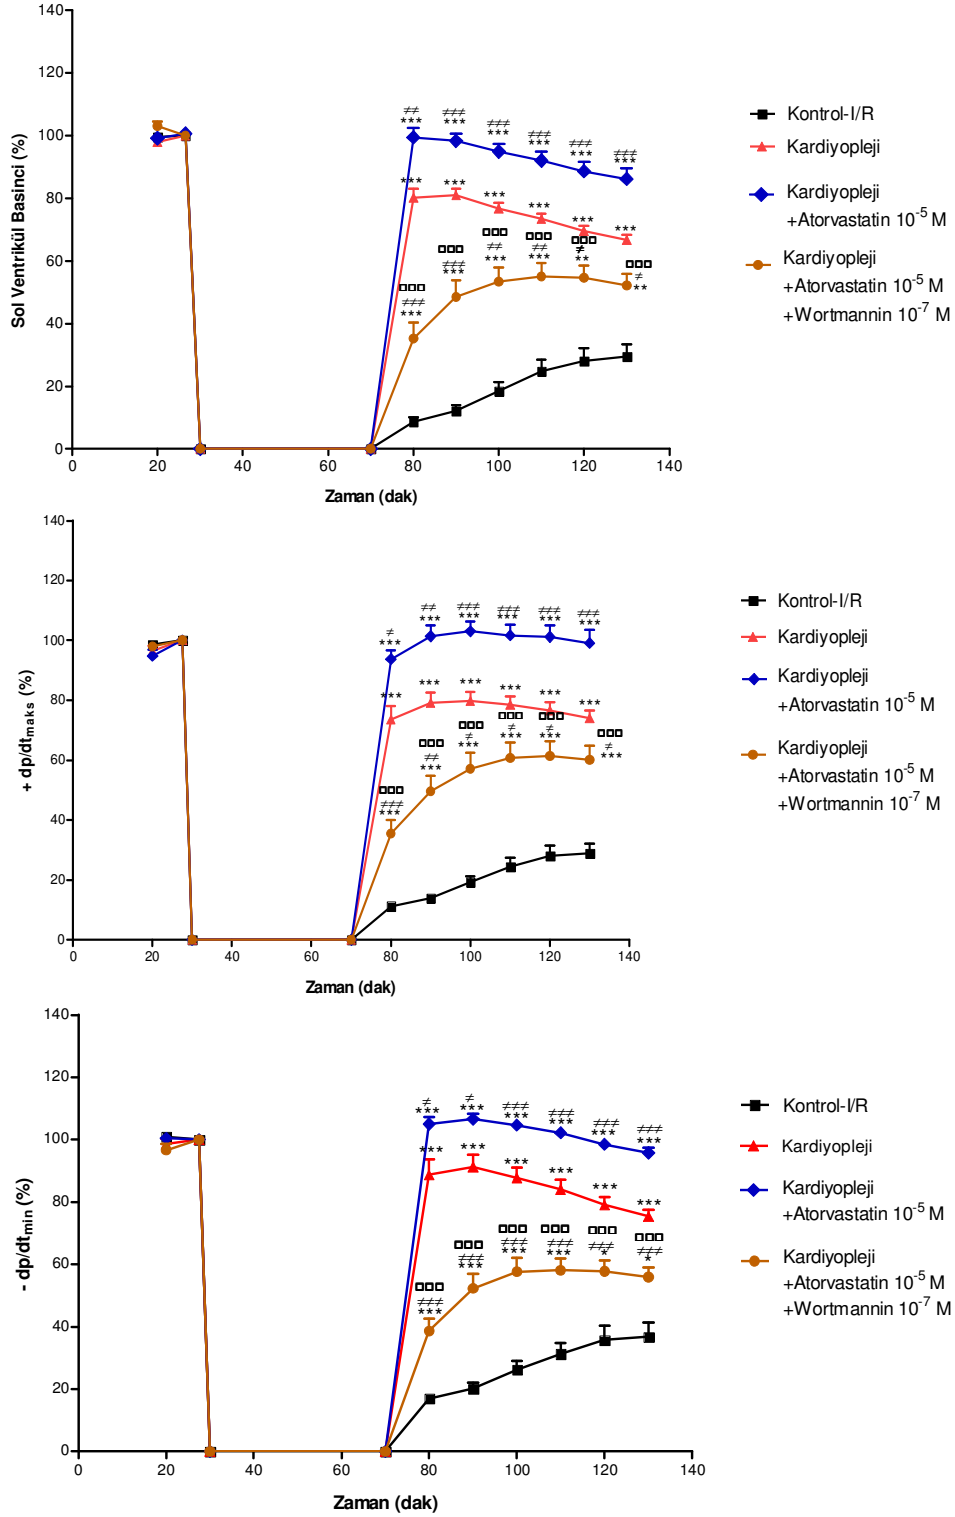 140
120
100
80
60
40
20
0
Sol Ventrikül Basinci (%)
0 20 40 60 80 100 120 140
Zaman (dak)
≠≠ ≠≠≠ ≠≠≠ ≠≠≠ ≠≠≠ ≠≠≠
*** *** *** *** *** ***
*** *** *** *** *** ***
□□□ □□□ □□□ □□□ □□□ □□□
≠≠≠ ≠≠≠ ≠≠ ≠≠ ≠ ≠
*** *** *** *** ** **
Kontrol-I/R
Kardiyopleji
Kardiyopleji
+Atorvastatin 10⁻⁵ M
Kardiyopleji
+Atorvastatin 10⁻⁵ M
+Wortmannin 10⁻⁷ M
140
120
100
80
60
40
20
0
+ dp/dtmaks (%)
0 20 40 60 80 100 120 140
Zaman (dak)
≠ ≠≠ ≠≠≠ ≠≠≠ ≠≠≠ ≠≠≠
*** *** *** *** *** ***
*** *** *** *** *** ***
□□□ □□□ □□□ □□□ □□□ □□□
≠≠≠ ≠≠ ≠ ≠ ≠ ≠
*** *** *** *** *** ***
Kontrol-I/R
Kardiyopleji
Kardiyopleji
+Atorvastatin 10⁻⁵ M
Kardiyopleji
+Atorvastatin 10⁻⁵ M
+Wortmannin 10⁻⁷ M
140
120
100
80
60
40
20
0
- dp/dtmin (%)
0 20 40 60 80 100 120 140
Zaman (dak)
≠ ≠ ≠≠≠ ≠≠≠ ≠≠≠ ≠≠≠
*** *** *** *** *** ***
*** *** *** *** *** ***
□□□ □□□ □□□ □□□ □□□ □□□
≠≠≠ ≠≠≠ ≠≠≠ ≠≠≠ ≠≠≠ ≠≠≠
*** *** *** *** * *
Kontrol-I/R
Kardiyopleji
Kardiyopleji
+Atorvastatin 10⁻⁵ M
Kardiyopleji
+Atorvastatin 10⁻⁵ M
+Wortmannin 10⁻⁷ M